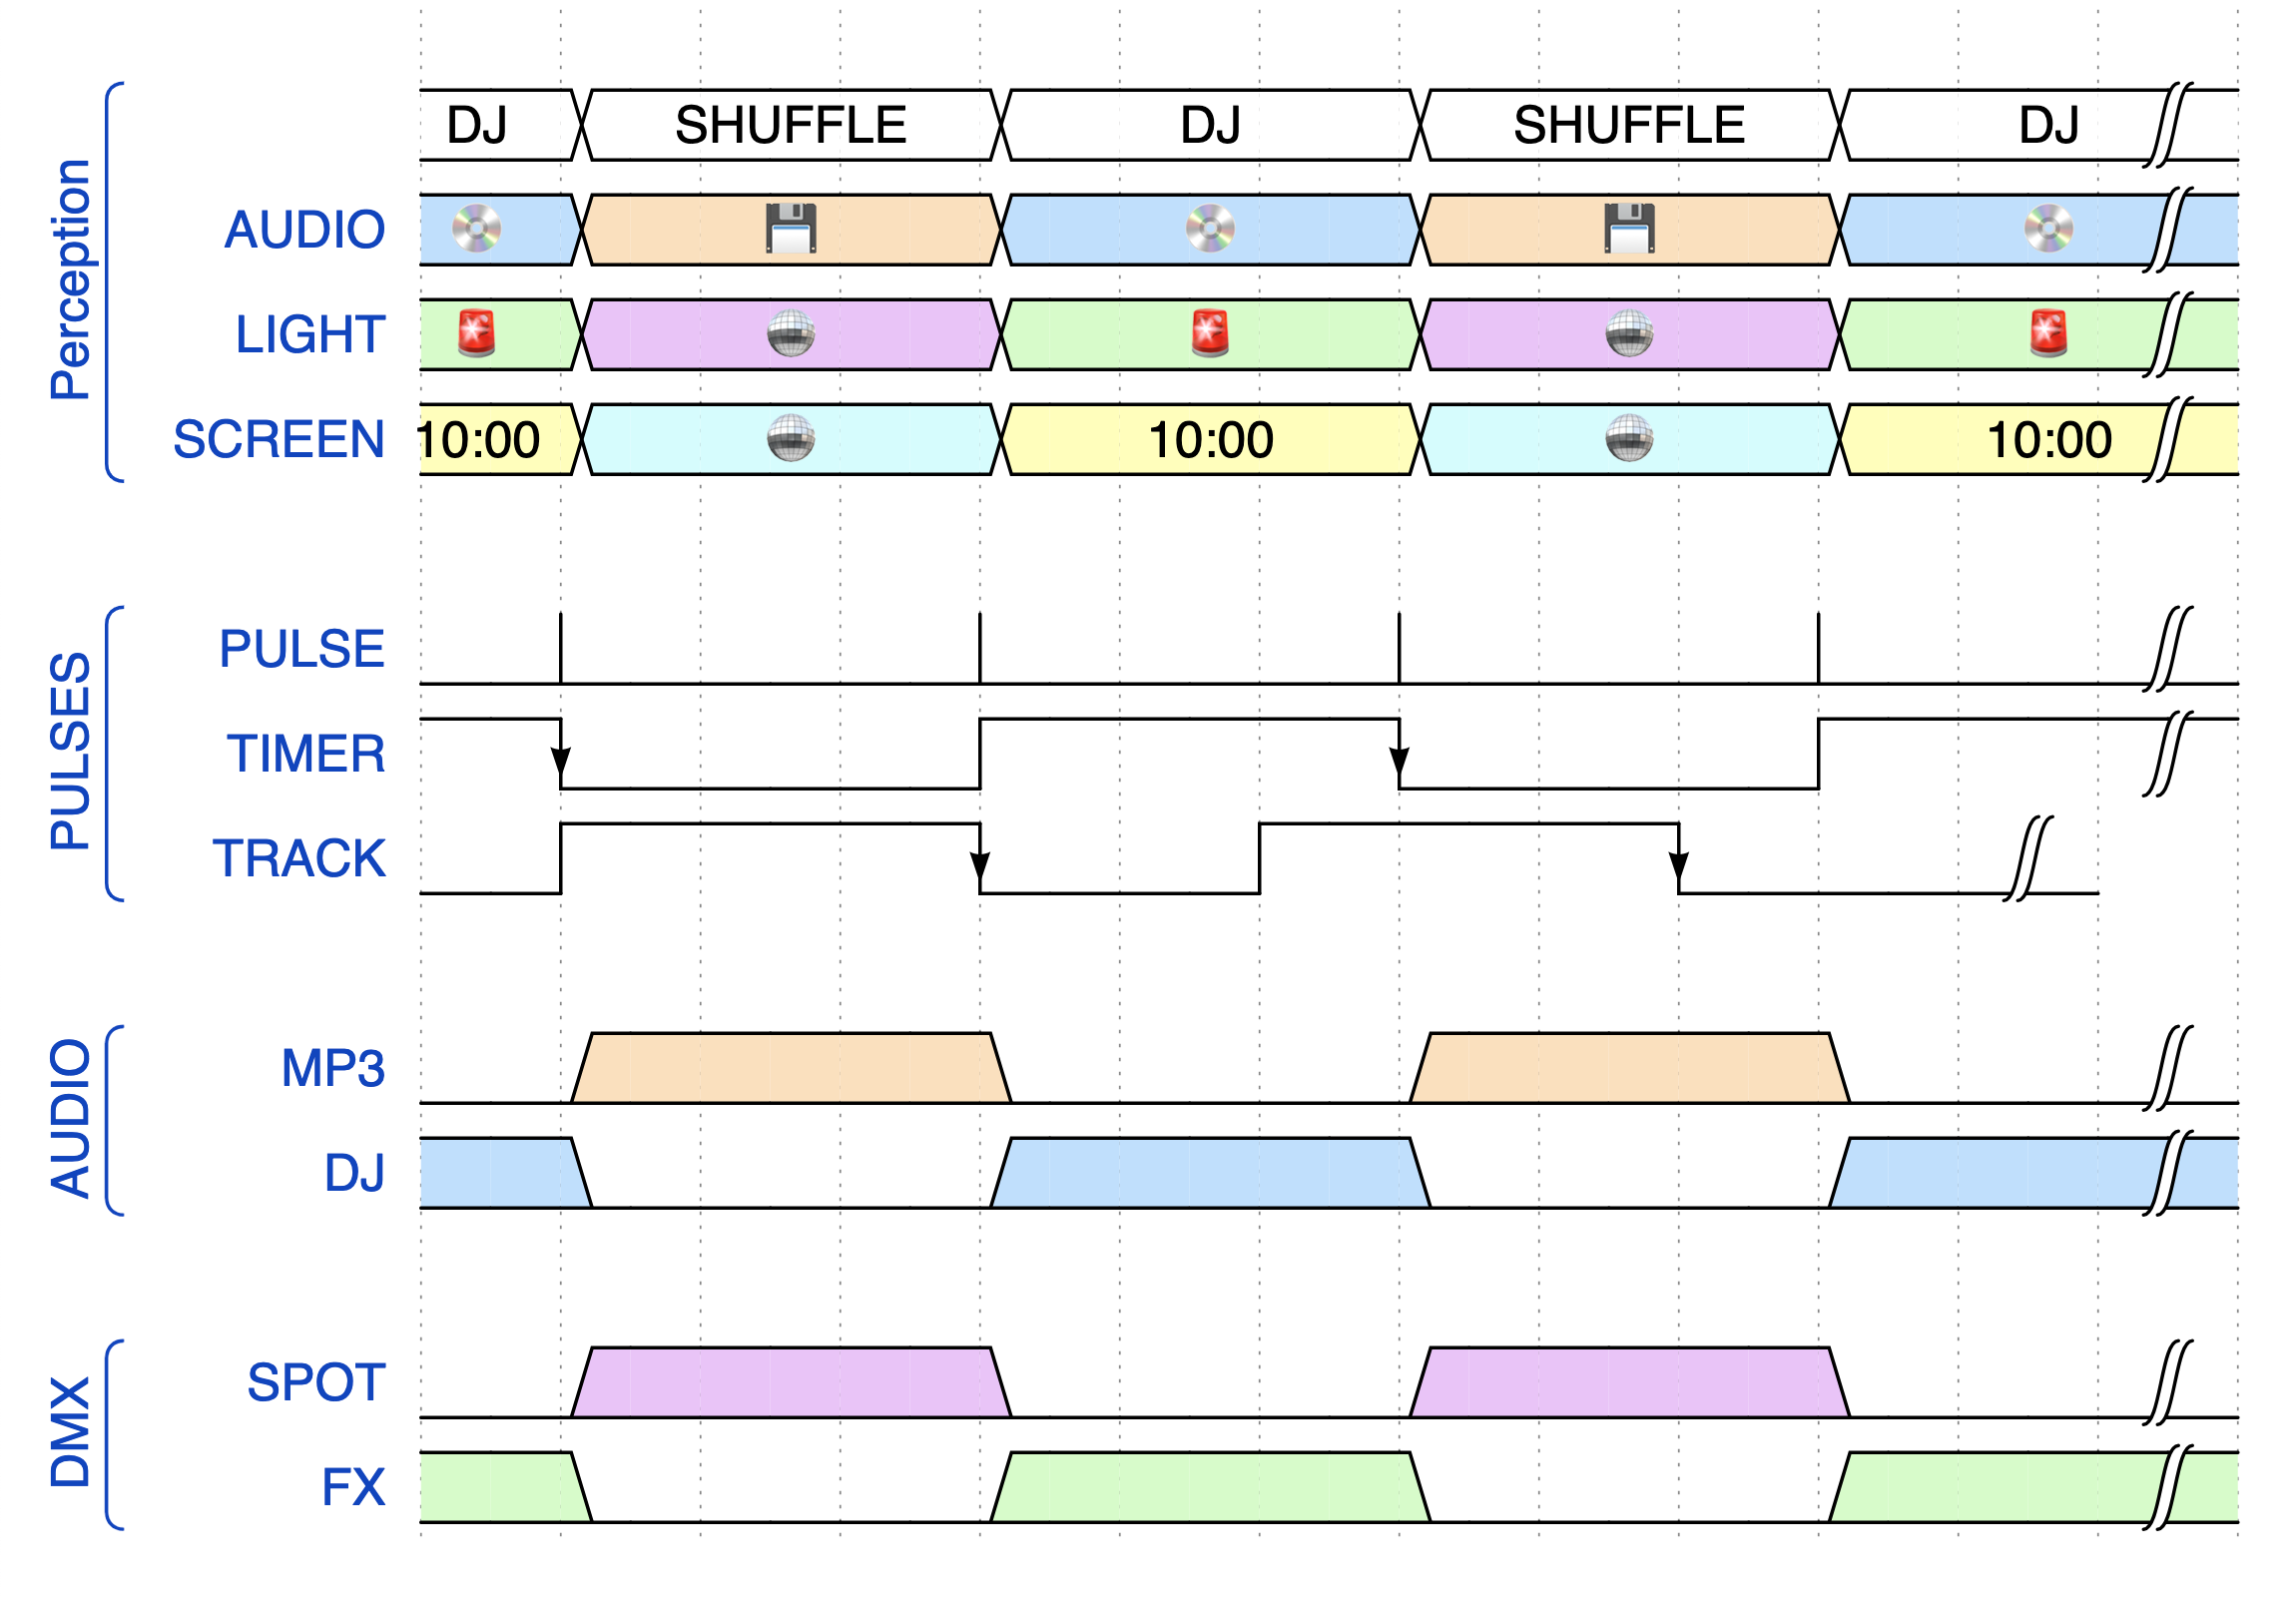 Perception
DJ SHUFFLE DJ SHUFFLE DJ
AUDIO
LIGHT
SCREEN 10:00 10:00 10:00
PULSES
PULSE
TIMER
TRACK
AUDIO
MP3
DJ
DMX
SPOT
FX